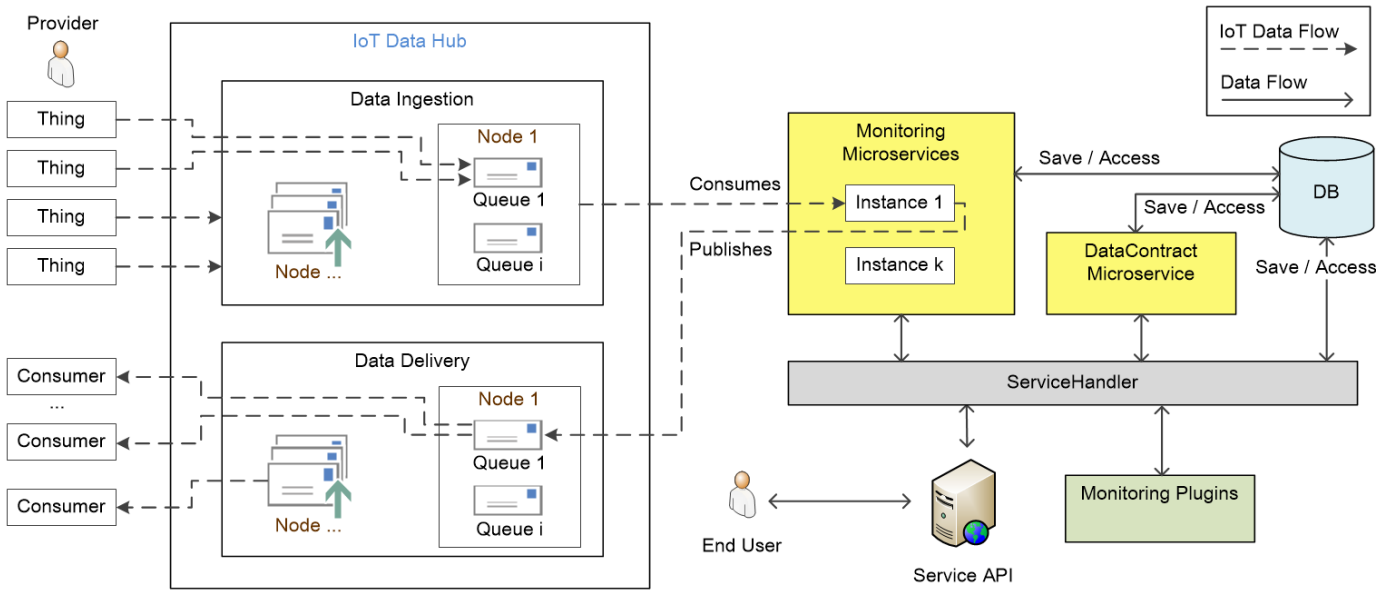 Provider
Thing
Thing
Thing
Thing
Consumer
...
Consumer
Consumer
IoT Data Hub
Data Ingestion
Node 1
Queue 1
Queue i
Node ...
Data Delivery
Node 1
Queue 1
Queue i
Node ...
Consumes
Publishes
Monitoring
Microservices
Instance 1
Instance k
Save / Access
Save / Access
Save / Access
DB
DataContract
Microservice
ServiceHandler
End User
Service API
Monitoring Plugins
IoT Data Flow
Data Flow